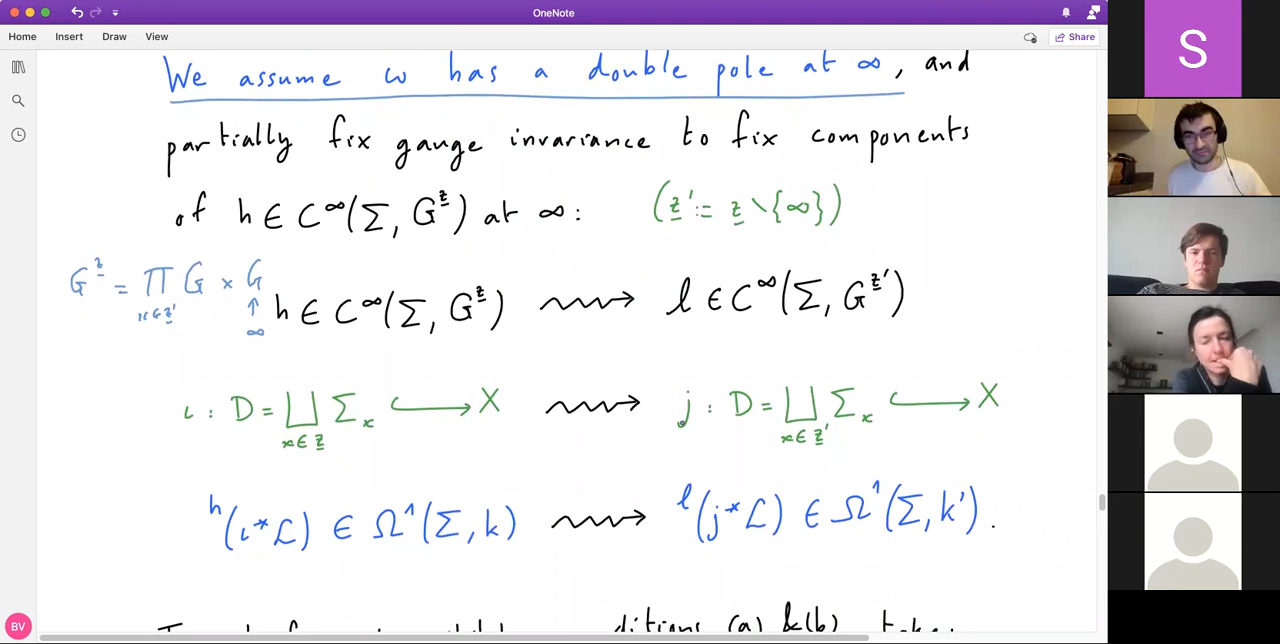 OneNote
Home Insert Draw View Share
We assume ω has a double pole at ∞, and
partially fix gauge invariance to fix components
of h ∈ C^∞(Σ, G^z) at ∞: (z' := z \ {∞})
G^z = ∏_{x∈z'} G × G
↑
∞
h ∈ C^∞(Σ, G^z) ⇝ l ∈ C^∞(Σ, G^z')
ι : D = ⨆_{x∈z} Σ_x ↪ X ⇝ j : D = ⨆_{x∈z'} Σ_x ↪ X
^h(ι*L) ∈ Ω^1(Σ, k) ⇝ ^l(j*L) ∈ Ω^1(Σ, k').
(a) & (b)
S
BV